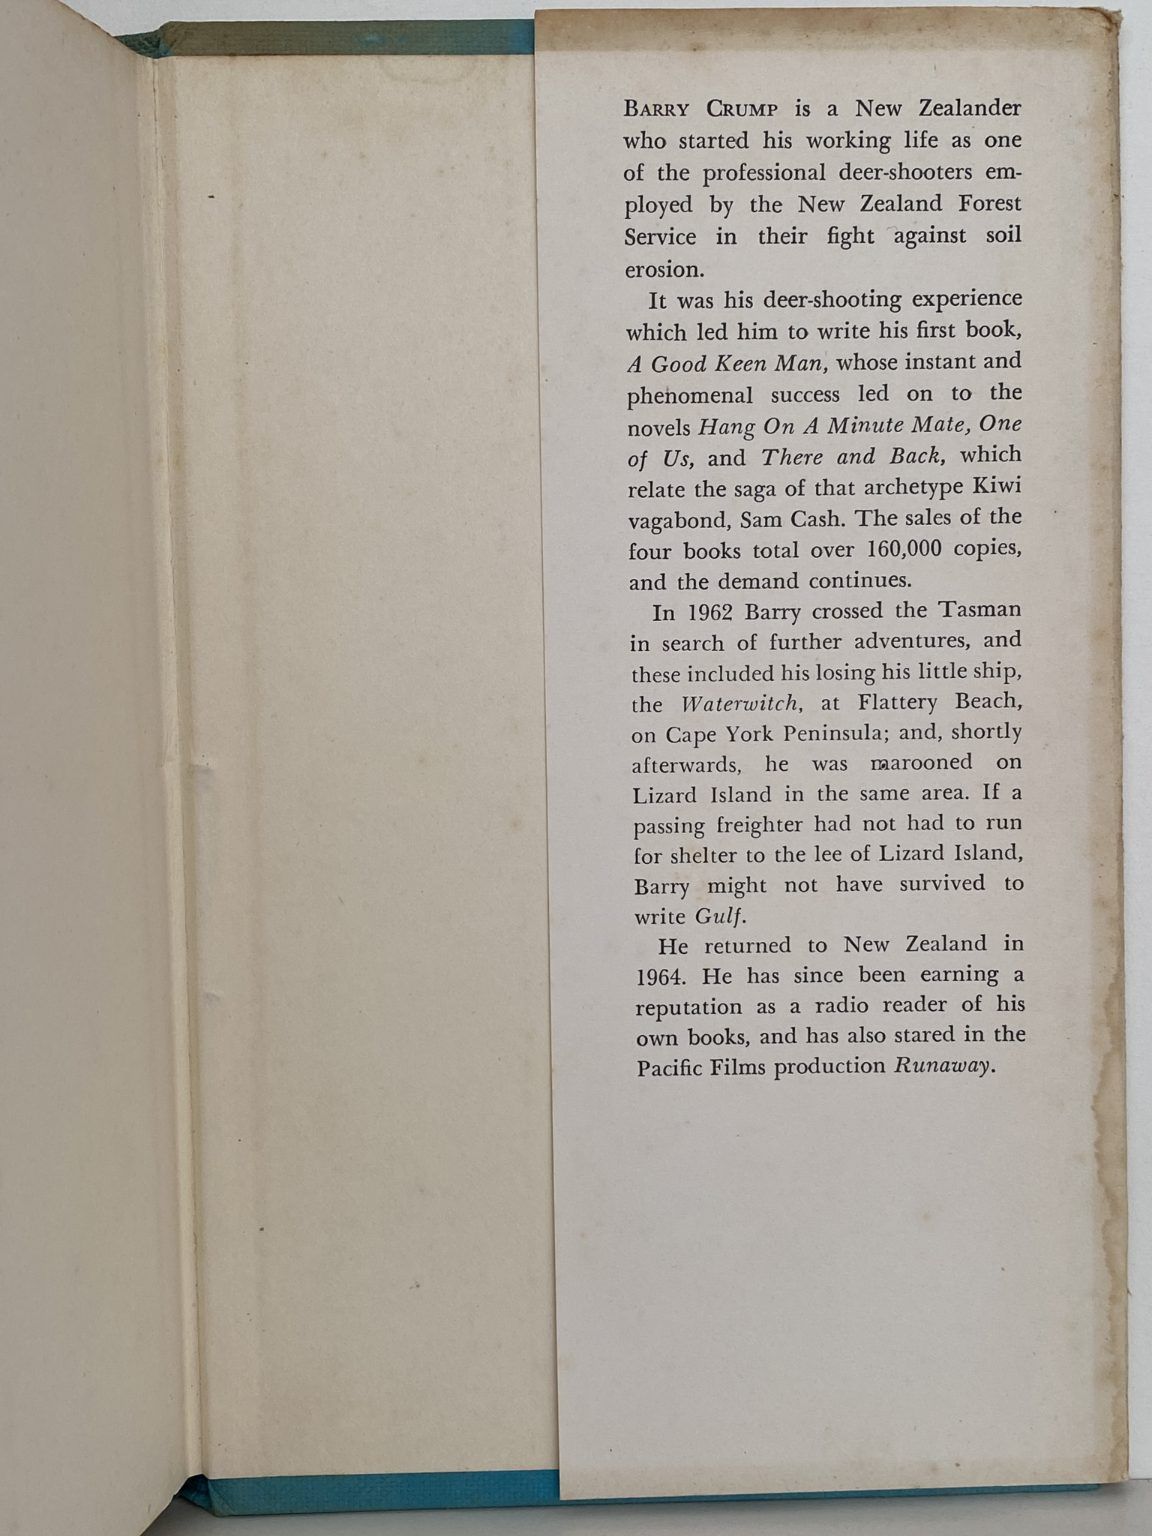 BARRY CRUMP is a New Zealander
who started his working life as one
of the professional deer-shooters em-
ployed by the New Zealand Forest
Service in their fight against soil
erosion.
It was his deer-shooting experience
which led him to write his first book,
A Good Keen Man, whose instant and
phenomenal success led on to the
novels Hang On A Minute Mate, One
of Us, and There and Back, which
relate the saga of that archetype Kiwi
vagabond, Sam Cash. The sales of the
four books total over 160,000 copies,
and the demand continues.
In 1962 Barry crossed the Tasman
in search of further adventures, and
these included his losing his little ship,
the Waterwitch, at Flattery Beach,
on Cape York Peninsula; and, shortly
afterwards, he was marooned on
Lizard Island in the same area. If a
passing freighter had not had to run
for shelter to the lee of Lizard Island,
Barry might not have survived to
write Gulf.
He returned to New Zealand in
1964. He has since been earning a
reputation as a radio reader of his
own books, and has also stared in the
Pacific Films production Runaway.